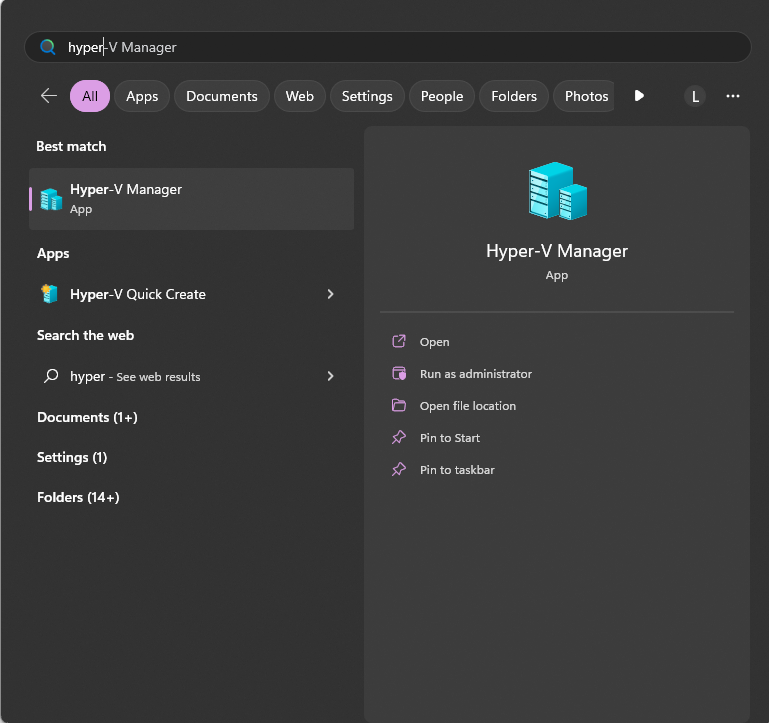 hyper-V Manager
All
Apps
Documents
Web
Settings
People
Folders
Photos
L
Best match
Hyper-V Manager
App
Apps
Hyper-V Quick Create
Search the web
hyper - See web results
Documents (1+)
Settings (1)
Folders (14+)
Hyper-V Manager
App
Open
Run as administrator
Open file location
Pin to Start
Pin to taskbar